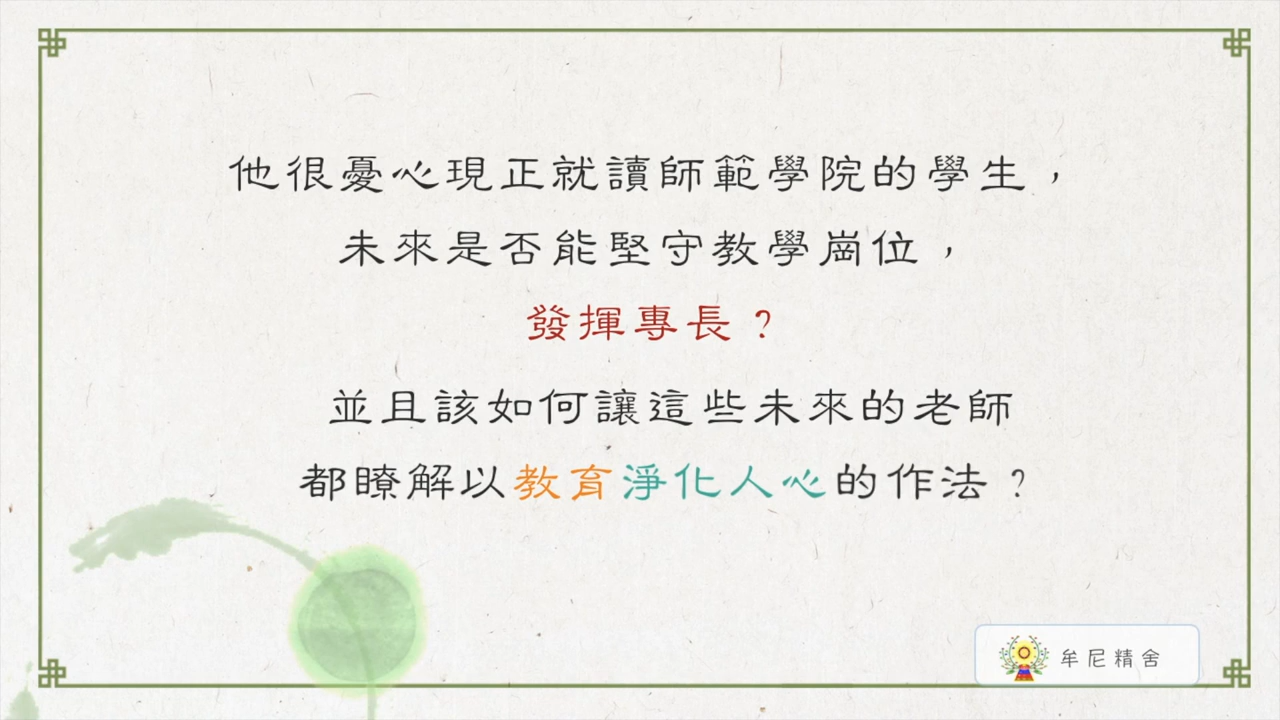 他很憂心現正就讀師範學院的學生，
未來是否能堅守教學崗位，
發揮專長？
並且該如何讓這些未來的老師
都瞭解以教育淨化人心的作法？
牟尼精舍